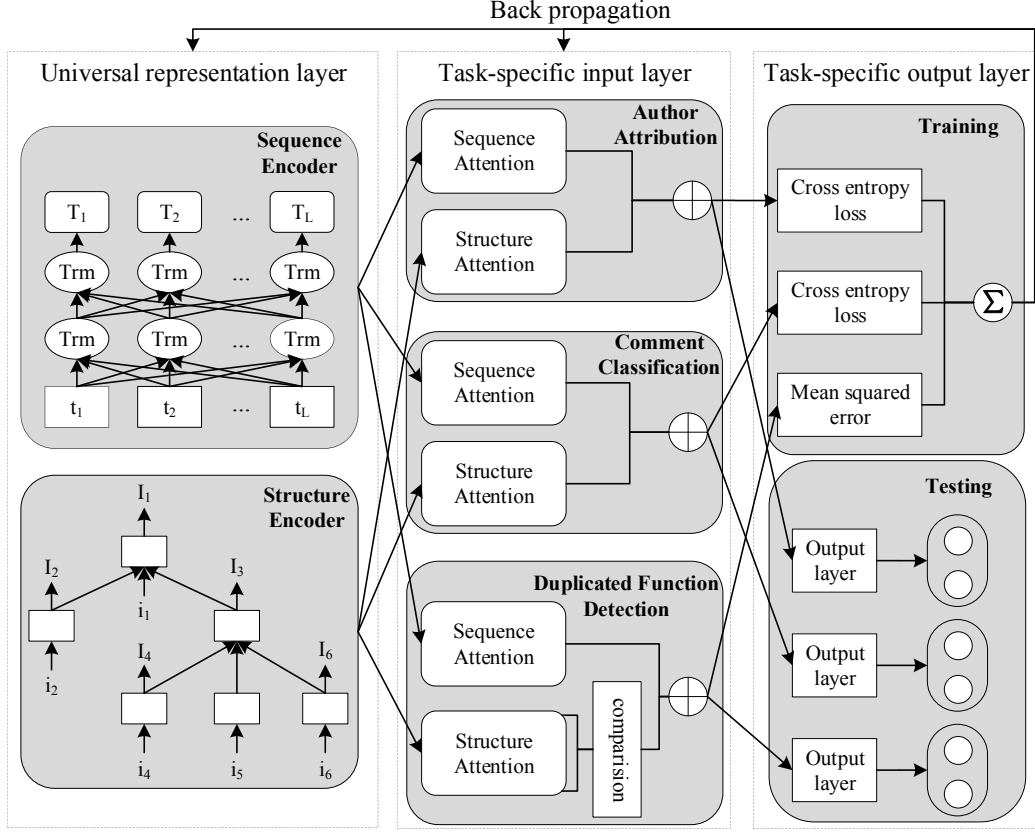 Back propagation
Universal representation layer
Sequence
Encoder
T1 T2 ... TL
Trm Trm ... Trm
Trm Trm ... Trm
t1 t2 ... tL
Structure
Encoder
I1
I2 I3
i1
I4 I6
i2
i4 i5 i6
Task-specific input layer
Author
Attribution
Sequence
Attention
Structure
Attention
Comment
Classification
Sequence
Attention
Structure
Attention
Duplicated Function
Detection
Sequence
Attention
Structure
Attention
comparision
Task-specific output layer
Training
Cross entropy
loss
Cross entropy
loss
Σ
Mean squared
error
Testing
Output
layer
Output
layer
Output
layer